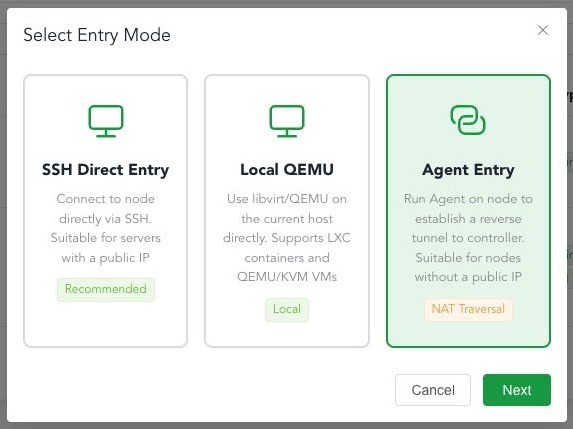 Select Entry Mode
SSH Direct Entry
Connect to node
directly via SSH.
Suitable for servers
with a public IP
Recommended
Local QEMU
Use libvirt/QEMU on
the current host
directly. Supports LXC
containers and
QEMU/KVM VMs
Local
Agent Entry
Run Agent on node to
establish a reverse
tunnel to controller.
Suitable for nodes
without a public IP
NAT Traversal
Cancel
Next